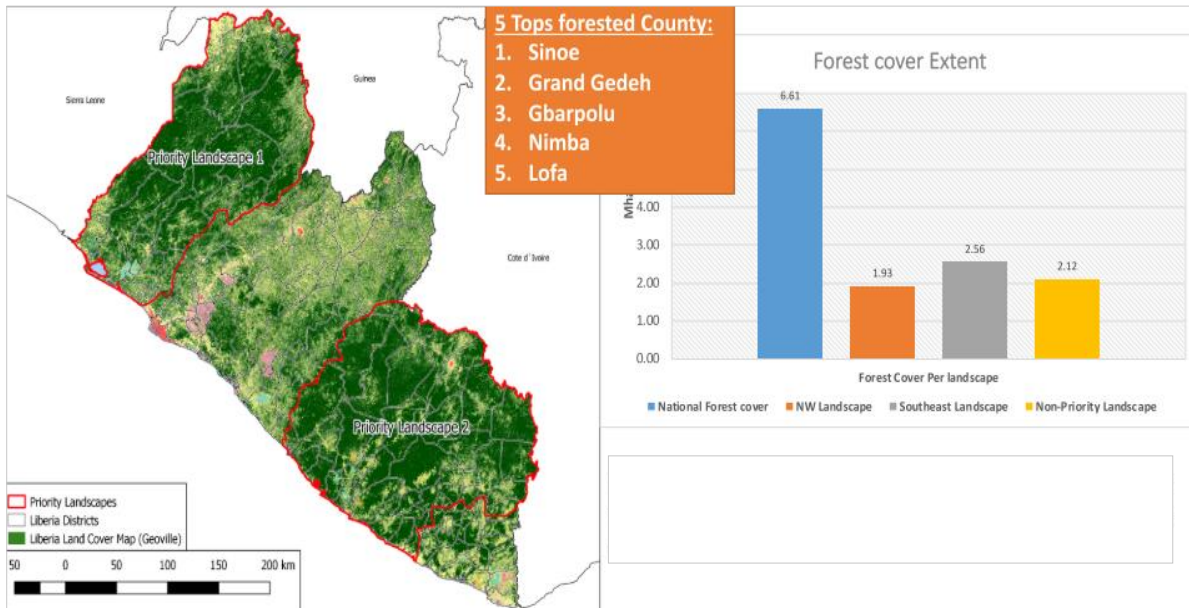 Sierra Leone
Guinea
Priority Landscape 1
Cote d´Ivoire
Priority Landscape 2
Priority Landscapes
Liberia Districts
Liberia Land Cover Map (Geoville)
50 0 50 100 150 200 km
5 Tops forested County:
1. Sinoe
2. Grand Gedeh
3. Gbarpolu
4. Nimba
5. Lofa
Forest cover Extent
6.61
Mha
4.00
3.00
2.00
1.00
0.00
1.93
2.56
2.12
Forest Cover Per landscape
National Forest cover NW Landscape Southeast Landscape Non-Priority Landscape